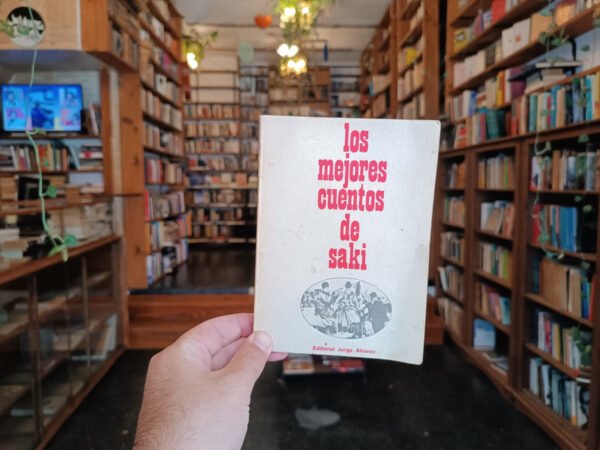 los
mejores
cuentos
de
saki
Editorial Jorge Alvarez